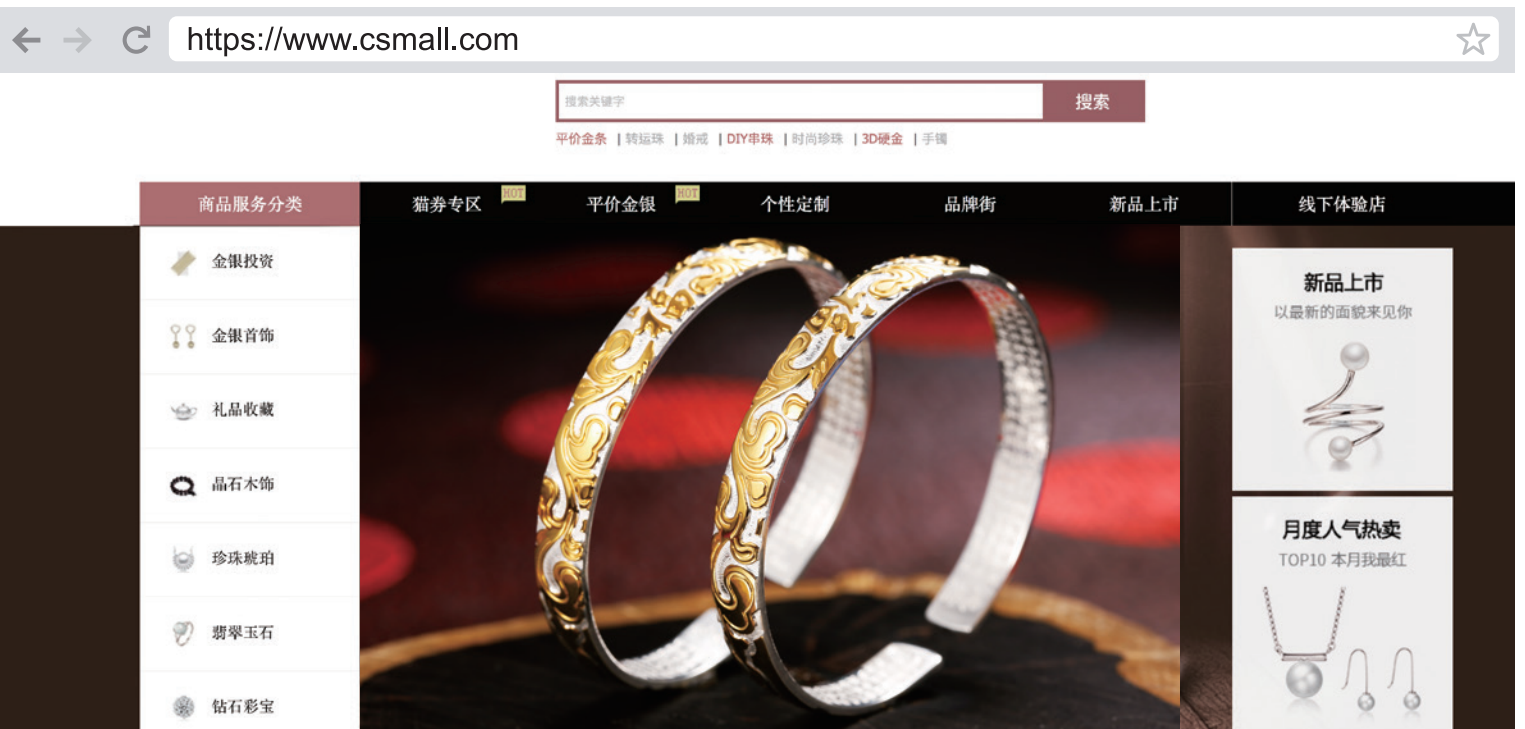 https://www.csmall.com
搜索关键字
搜索
平价金条 | 转运珠 | 婚戒 | DIY串珠 | 时尚珍珠 | 3D硬金 | 手镯
商品服务分类 猫券专区 HOT 平价金银 HOT 个性定制 品牌街 新品上市 线下体验店
金银投资
金银首饰
礼品收藏
晶石木饰
珍珠琥珀
翡翠玉石
钻石彩宝
新品上市
以最新的面貌来见你
月度人气热卖
TOP10 本月我最红